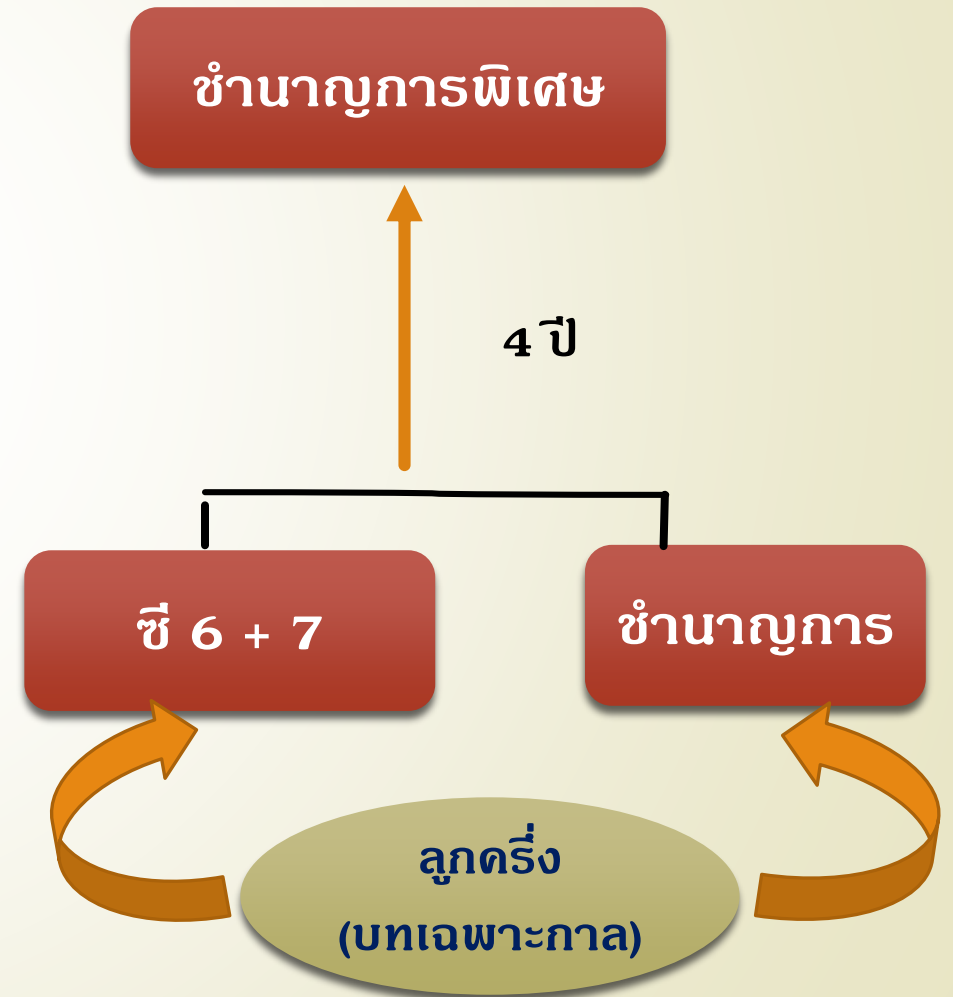 ชำนาญการพิเศษ
4 ปี
ซี 6 + 7
ชำนาญการ
ลูกครึ่ง
(บทเฉพาะกาล)